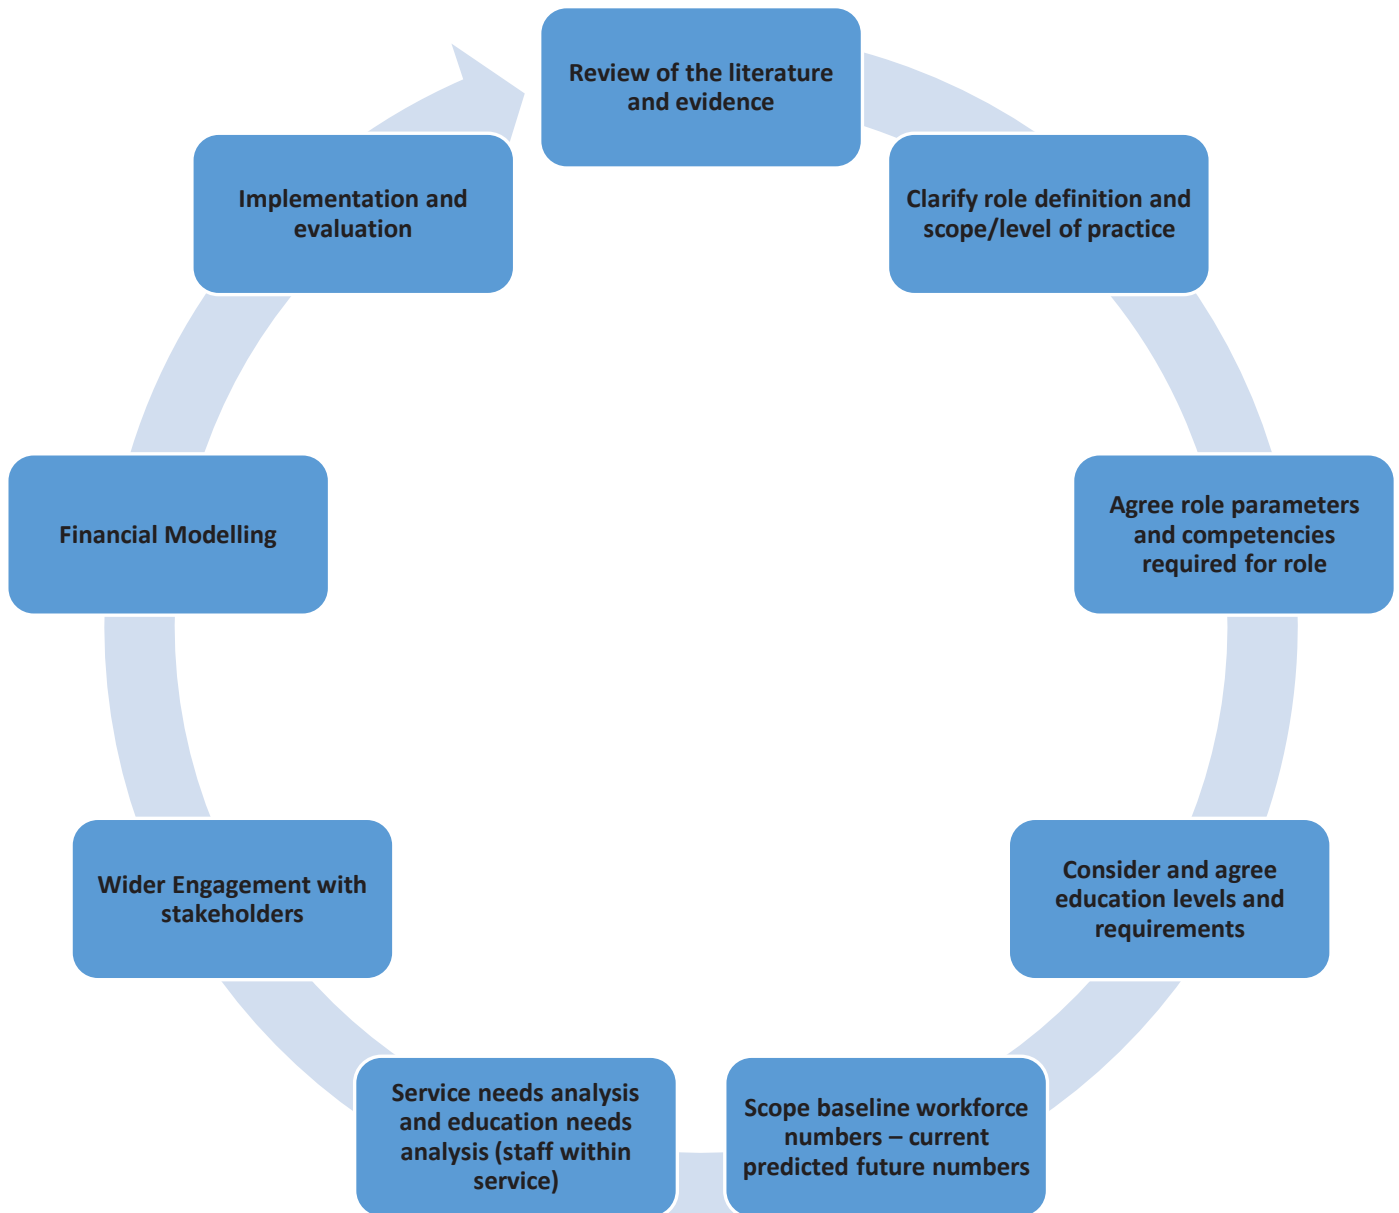 Review of the literature
and evidence
Clarify role definition and
scope/level of practice
Agree role parameters
and competencies
required for role
Consider and agree
education levels and
requirements
Scope baseline workforce
numbers – current
predicted future numbers
Service needs analysis
and education needs
analysis (staff within
service)
Wider Engagement with
stakeholders
Financial Modelling
Implementation and
evaluation